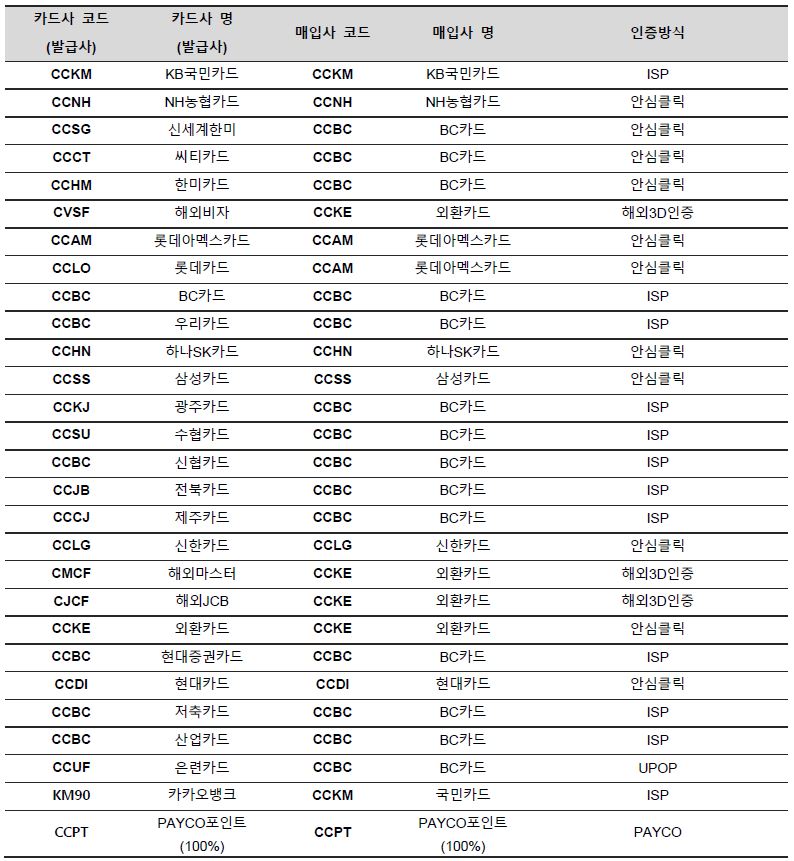 카드사 코드 카드사 명 매입사 코드 매입사 명 인증방식
(발급사) (발급사)
CCKM KB국민카드 CCKM KB국민카드 ISP
CCNH NH농협카드 CCNH NH농협카드 안심클릭
CCSG 신세계한미 CCBC BC카드 안심클릭
CCCT 씨티카드 CCBC BC카드 안심클릭
CCHM 한미카드 CCBC BC카드 안심클릭
CVSF 해외비자 CCKE 외환카드 해외3D인증
CCAM 롯데아멕스카드 CCAM 롯데아멕스카드 안심클릭
CCLO 롯데카드 CCAM 롯데아멕스카드 안심클릭
CCBC BC카드 CCBC BC카드 ISP
CCBC 우리카드 CCBC BC카드 ISP
CCHN 하나SK카드 CCHN 하나SK카드 안심클릭
CCSS 삼성카드 CCSS 삼성카드 안심클릭
CCKJ 광주카드 CCBC BC카드 ISP
CCSU 수협카드 CCBC BC카드 ISP
CCBC 신협카드 CCBC BC카드 ISP
CCJB 전북카드 CCBC BC카드 ISP
CCCJ 제주카드 CCBC BC카드 ISP
CCLG 신한카드 CCLG 신한카드 안심클릭
CMCF 해외마스터 CCKE 외환카드 해외3D인증
CJCF 해외JCB CCKE 외환카드 해외3D인증
CCKE 외환카드 CCKE 외환카드 안심클릭
CCBC 현대증권카드 CCBC BC카드 ISP
CCDI 현대카드 CCDI 현대카드 안심클릭
CCBC 저축카드 CCBC BC카드 ISP
CCBC 산업카드 CCBC BC카드 ISP
CCUF 은련카드 CCBC BC카드 UPOP
KM90 카카오뱅크 CCKM 국민카드 ISP
CCPT PAYCO포인트 CCPT PAYCO포인트 PAYCO
(100%) (100%)